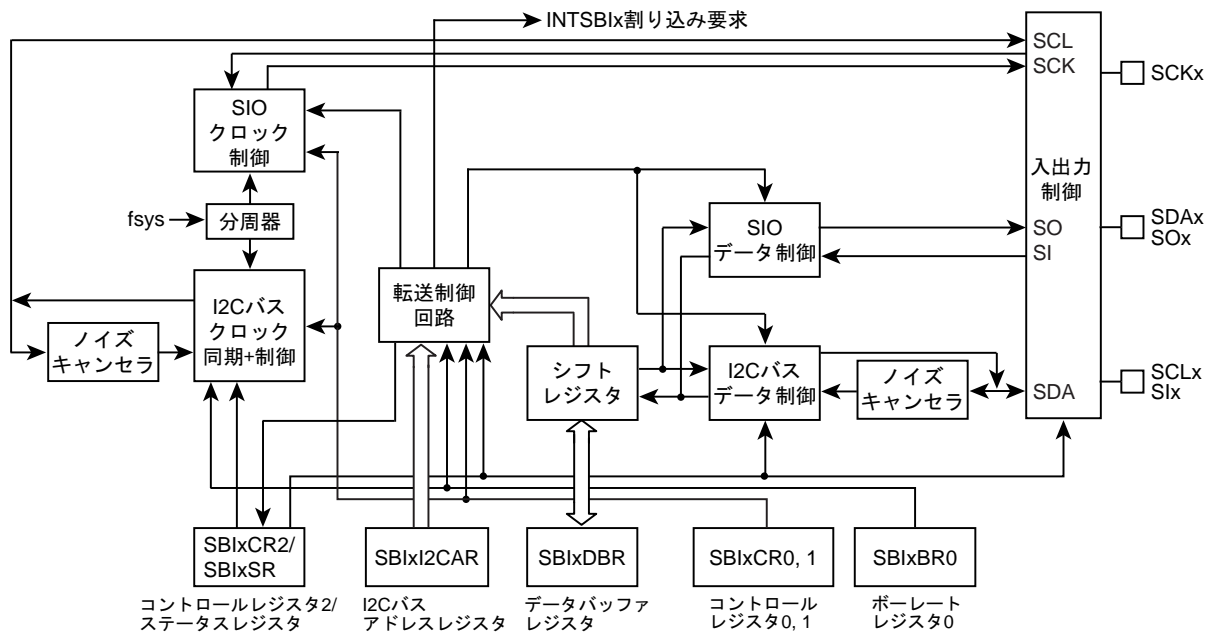 INTSBIx割り込み要求
SCL
SCK
SCKx
SIO
クロック
制御
入出力
制御
fsys
分周器
SIO
データ制御
SO
SI
SDAx
SOx
I2Cバス
クロック
同期+制御
転送制御
回路
ノイズ
キャンセラ
シフト
レジスタ
I2Cバス
データ制御
ノイズ
キャンセラ
SDA
SCLx
SIx
SBIxCR2/
SBIxSR
SBIxI2CAR
SBIxDBR
SBIxCR0, 1
SBIxBR0
コントロールレジスタ2/
ステータスレジスタ
I2Cバス
アドレスレジスタ
データバッファ
レジスタ
コントロール
レジスタ0, 1
ボーレート
レジスタ0